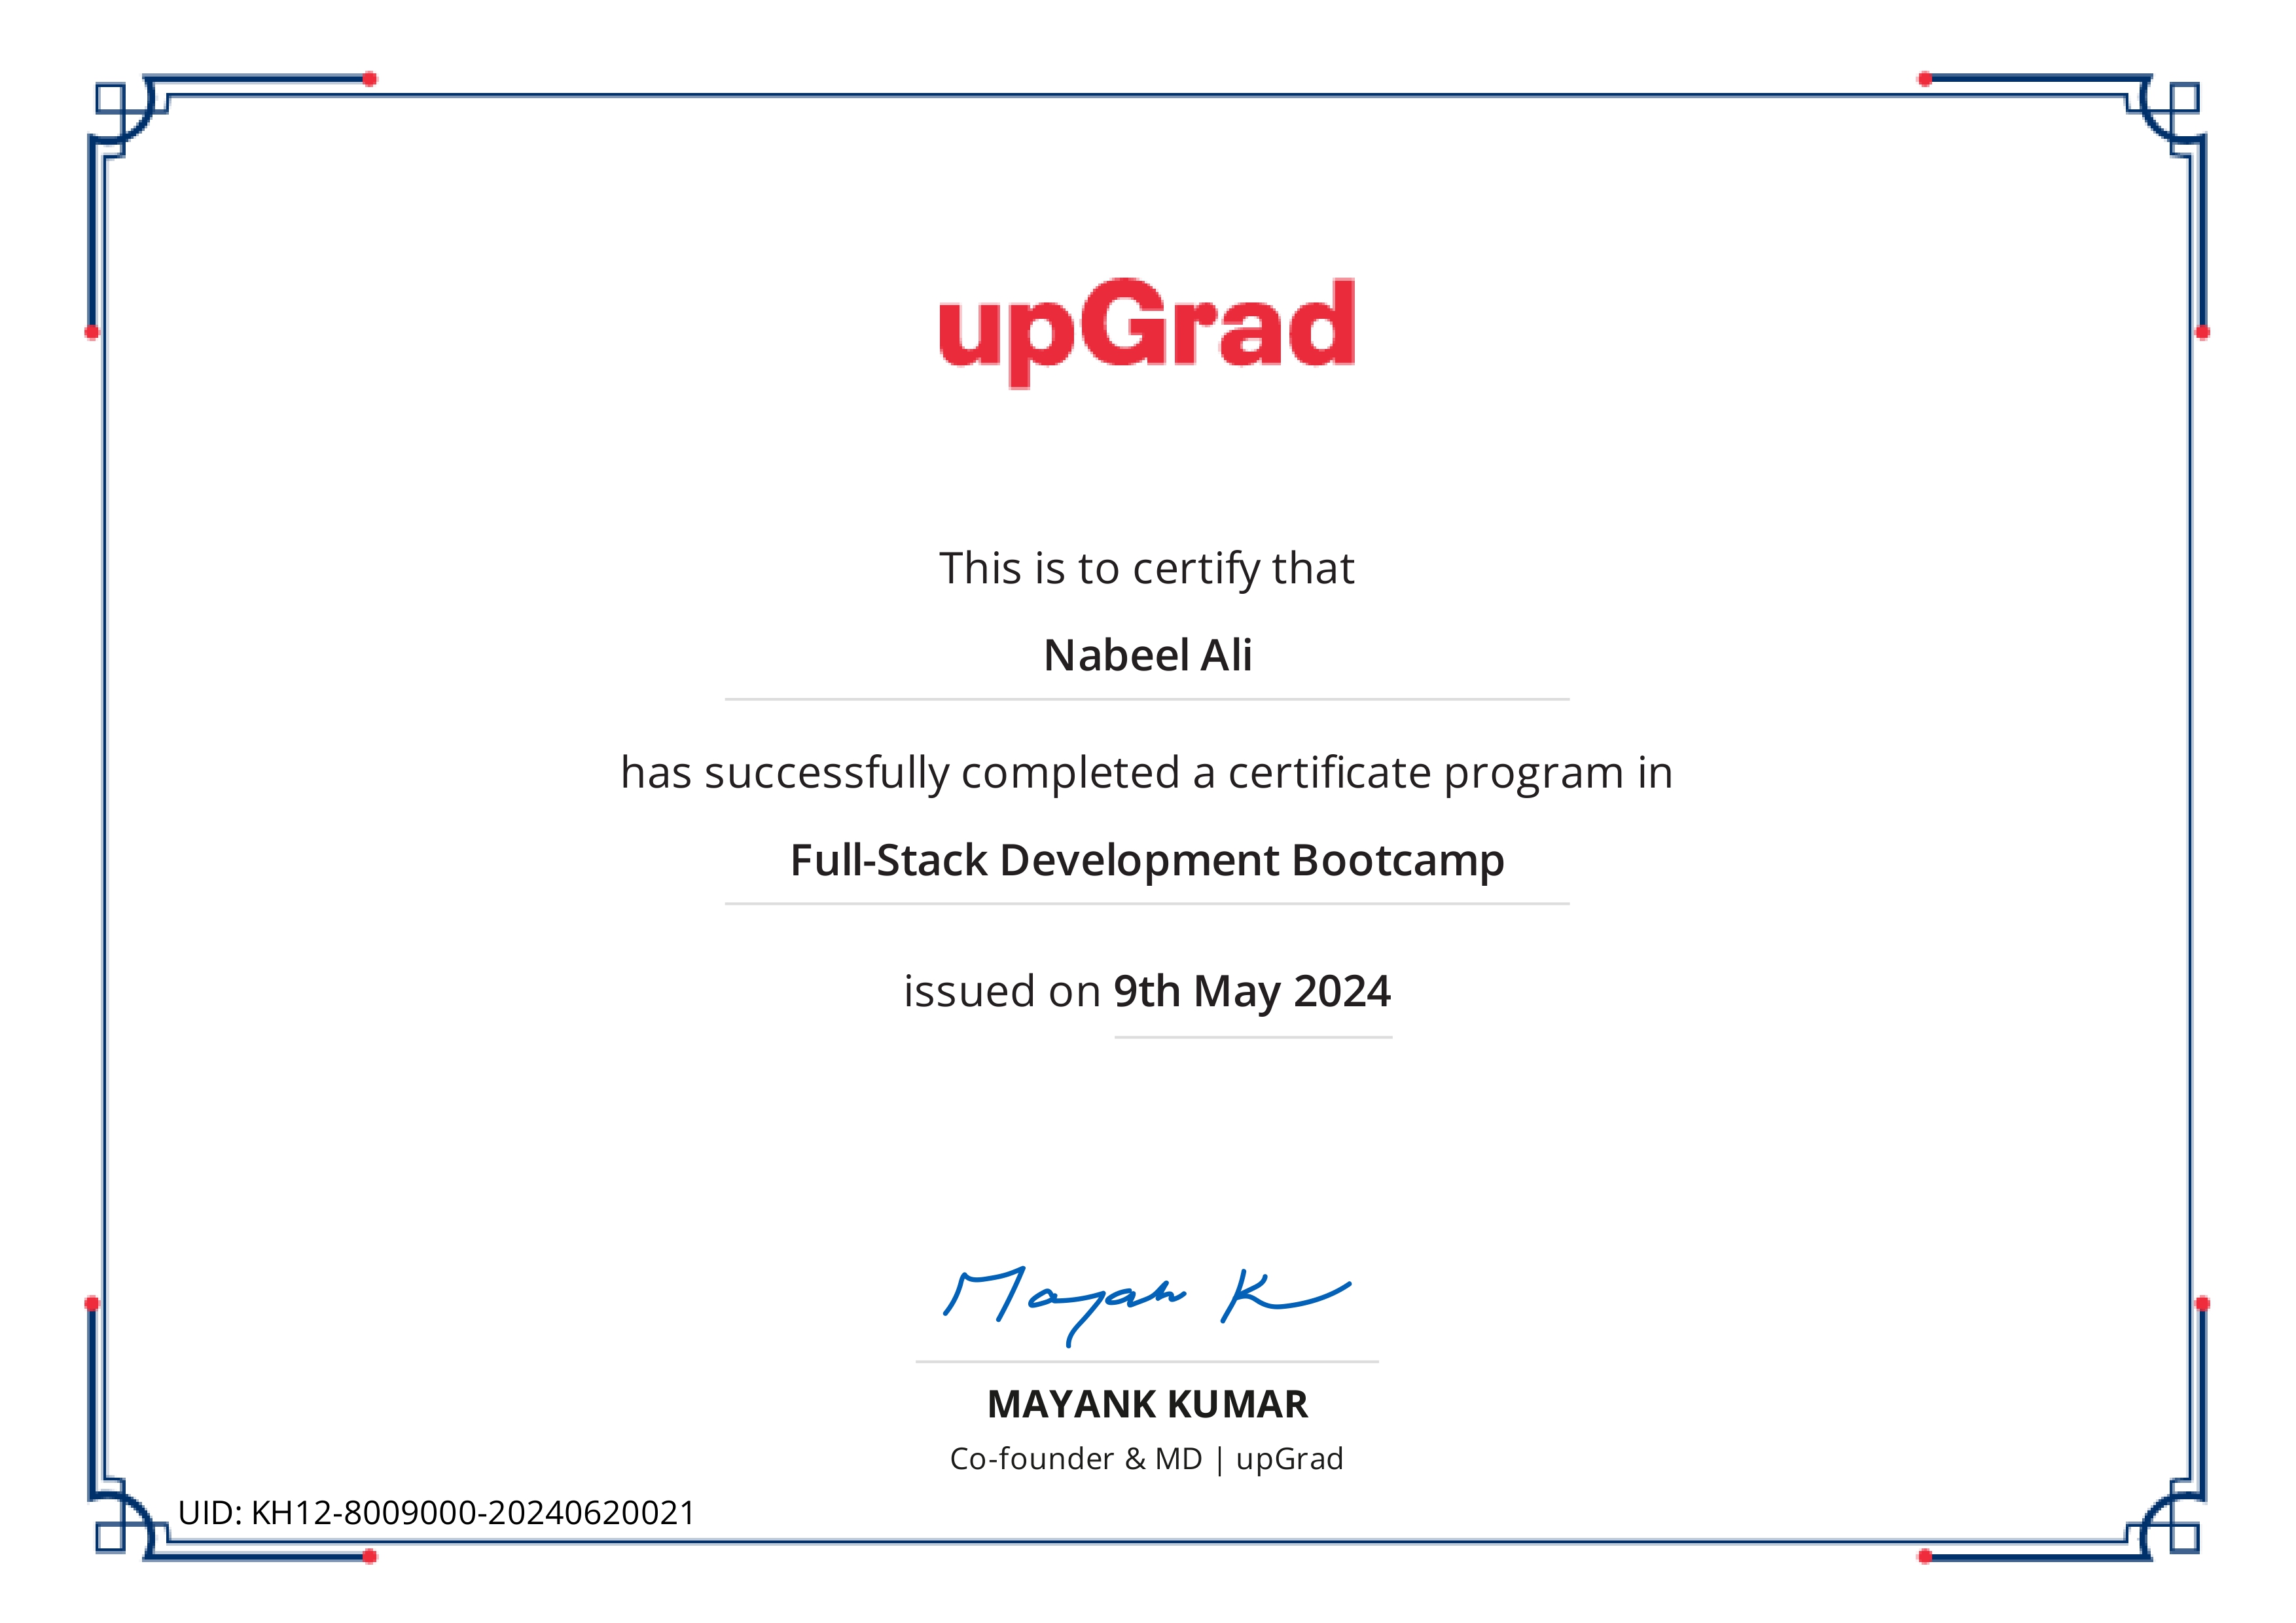 upGrad
This is to certify that
Nabeel Ali
has successfully completed a certificate program in
Full-Stack Development Bootcamp
issued on 9th May 2024
Mayank K
MAYANK KUMAR
Co-founder & MD | upGrad
UID: KH12-8009000-20240620021